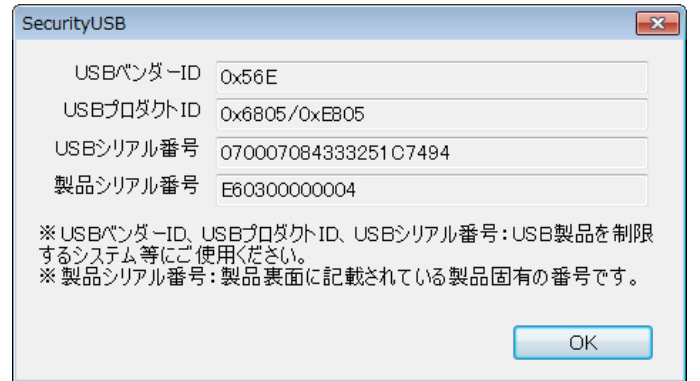 SecurityUSB
USBベンダーID 0x56E
USBプロダクトID 0x6805/0xE805
USBシリアル番号 070007084333251C7494
製品シリアル番号 E60300000004
※USBベンダーID、USBプロダクトID、USBシリアル番号:USB製品を制限
するシステム等にご使用ください。
※製品シリアル番号:製品裏面に記載されている製品固有の番号です。
OK